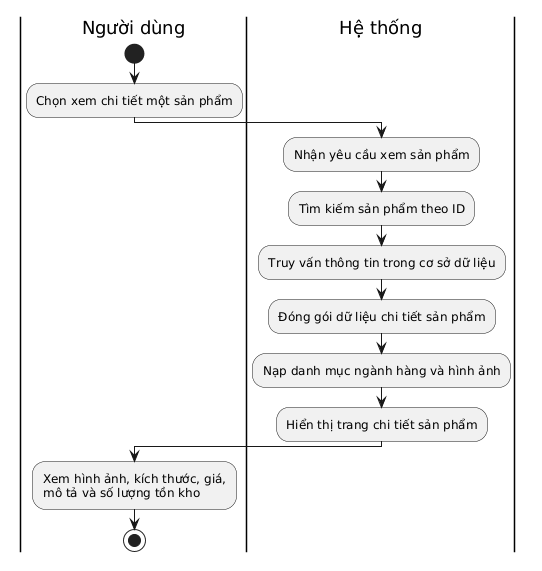 Người dùng
Hệ thống
Chọn xem chi tiết một sản phẩm
Nhận yêu cầu xem sản phẩm
Tìm kiếm sản phẩm theo ID
Truy vấn thông tin trong cơ sở dữ liệu
Đóng gói dữ liệu chi tiết sản phẩm
Nạp danh mục ngành hàng và hình ảnh
Hiển thị trang chi tiết sản phẩm
Xem hình ảnh, kích thước, giá,
mô tả và số lượng tồn kho